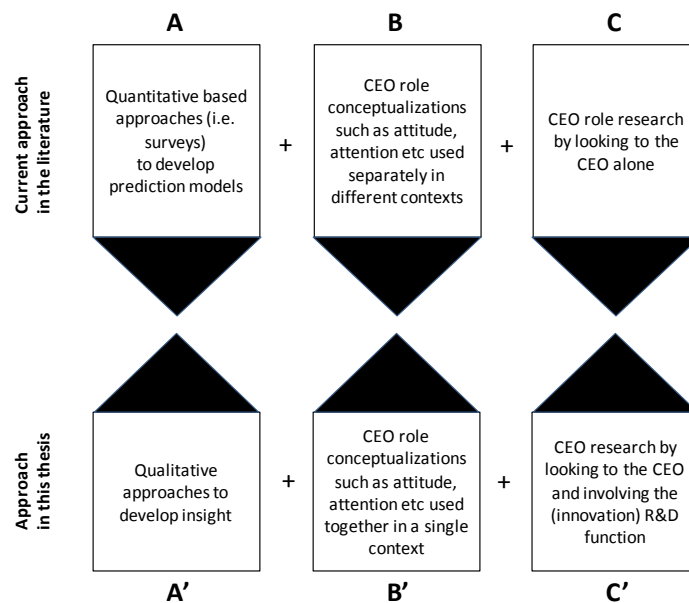 A
B
C
Current approach
in the literature
Quantitative based
approaches (i.e.
surveys)
to develop
prediction models
+
CEO role
conceptualizations
such as attitude,
attention etc used
separately in
different contexts
+
CEO role research
by looking to the
CEO alone
Approach
in this thesis
Qualitative
approaches to
develop insight
+
CEO role
conceptualizations
such as attitude,
attention etc used
together in a single
context
+
CEO research by
looking to the CEO
and involving the
(innovation) R&D
function
A’
B’
C’